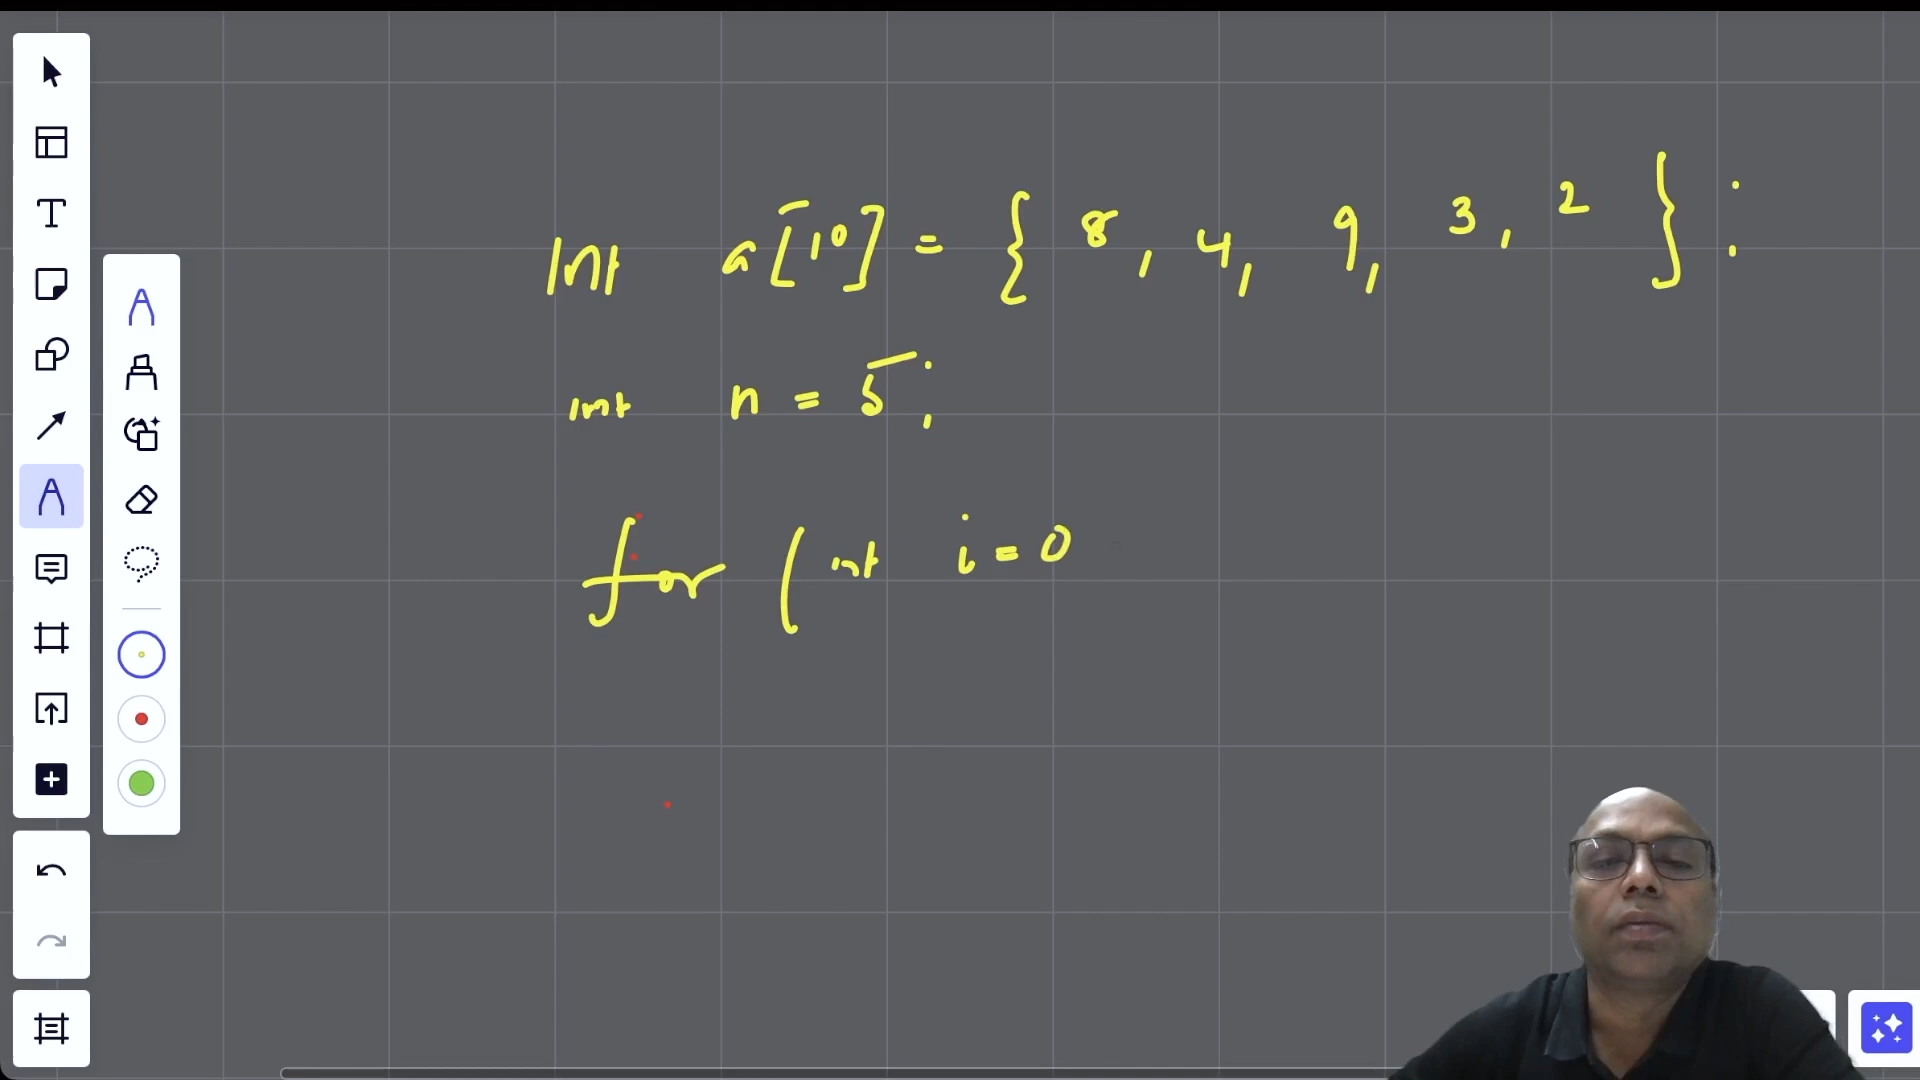 int a[10] = { 8, 4, 9, 3, 2 };
int n = 5;
for (int i = 0